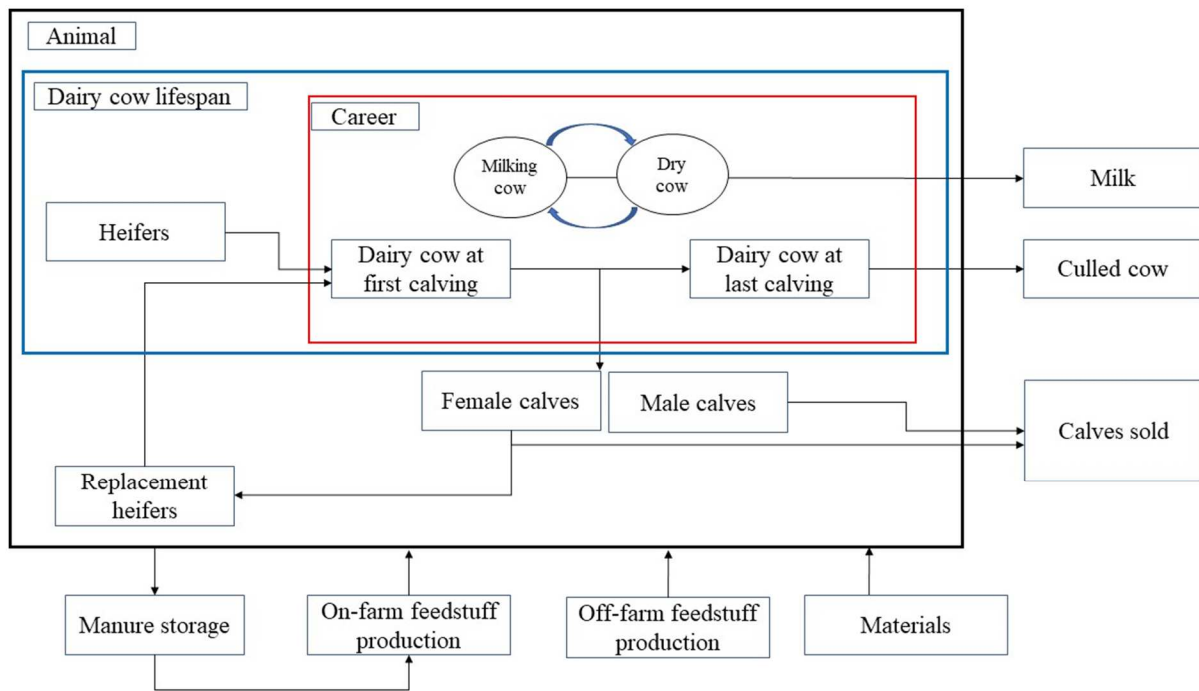 Animal
Dairy cow lifespan
Career
Milking
cow
Dry
cow
Milk
Heifers
Dairy cow at
first calving
Dairy cow at
last calving
Culled cow
Female calves
Male calves
Calves sold
Replacement
heifers
Manure storage
On-farm feedstuff
production
Off-farm feedstuff
production
Materials